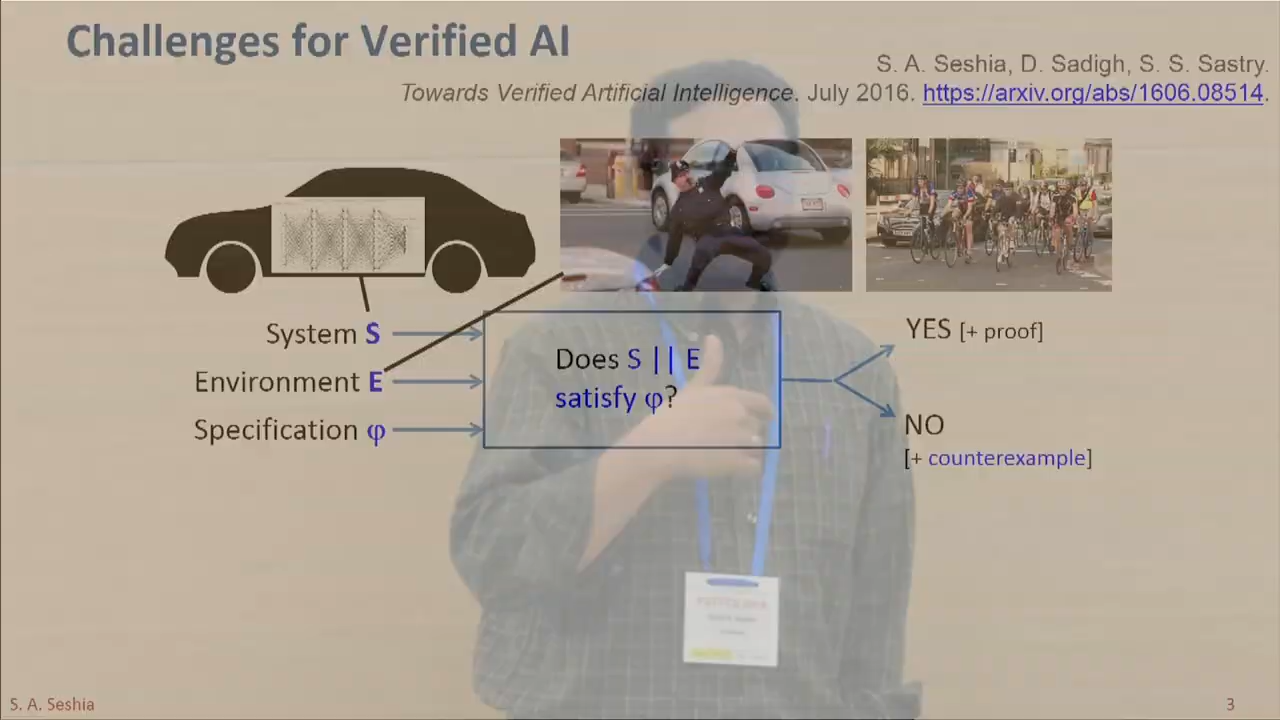 Challenges for Verified AI
S. A. Seshia, D. Sadigh, S. S. Sastry.
Towards Verified Artificial Intelligence. July 2016. https://arxiv.org/abs/1606.08514.
System S
Environment E
Specification φ
Does S || E
satisfy φ?
YES [+ proof]
NO
[+ counterexample]
S. A. Seshia
3